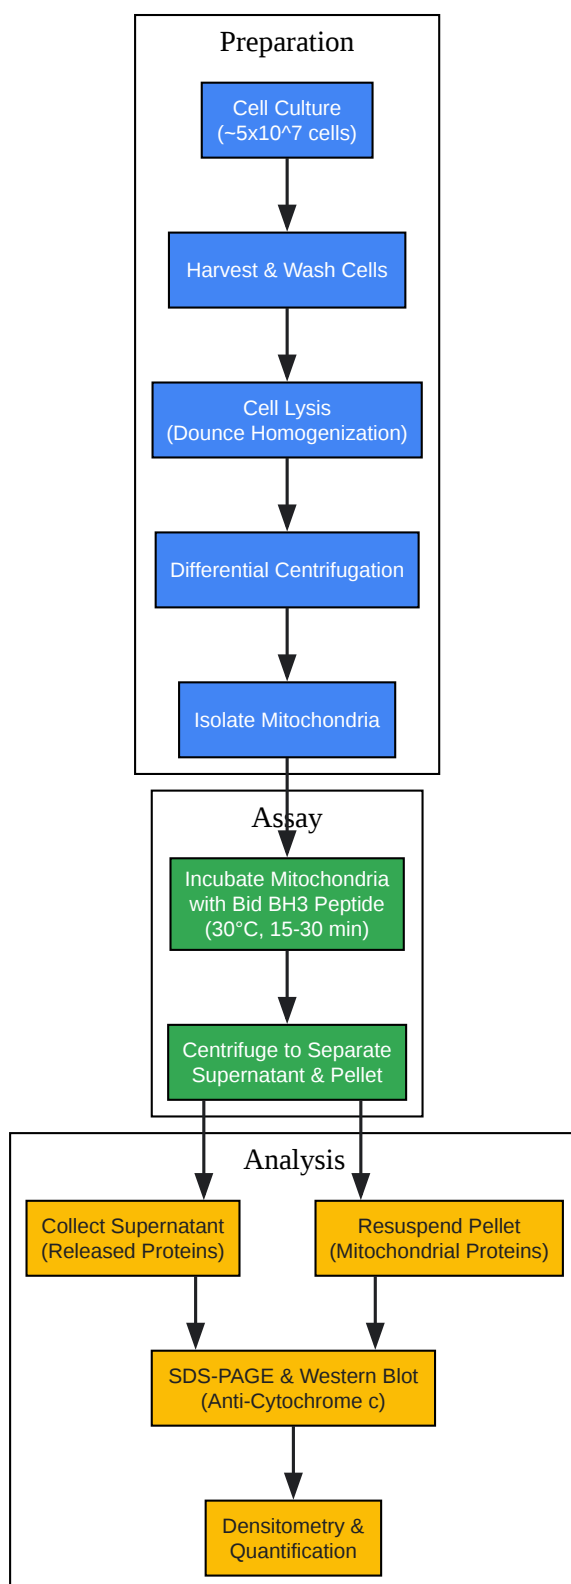 Preparation
Cell Culture
(~5x10^7 cells)
Harvest & Wash Cells
Cell Lysis
(Dounce Homogenization)
Differential Centrifugation
Isolate Mitochondria
Assay
Incubate Mitochondria
with Bid BH3 Peptide
(30°C, 15-30 min)
Centrifuge to Separate
Supernatant & Pellet
Analysis
Collect Supernatant
(Released Proteins)
Resuspend Pellet
(Mitochondrial Proteins)
SDS-PAGE & Western Blot
(Anti-Cytochrome c)
Densitometry &
Quantification